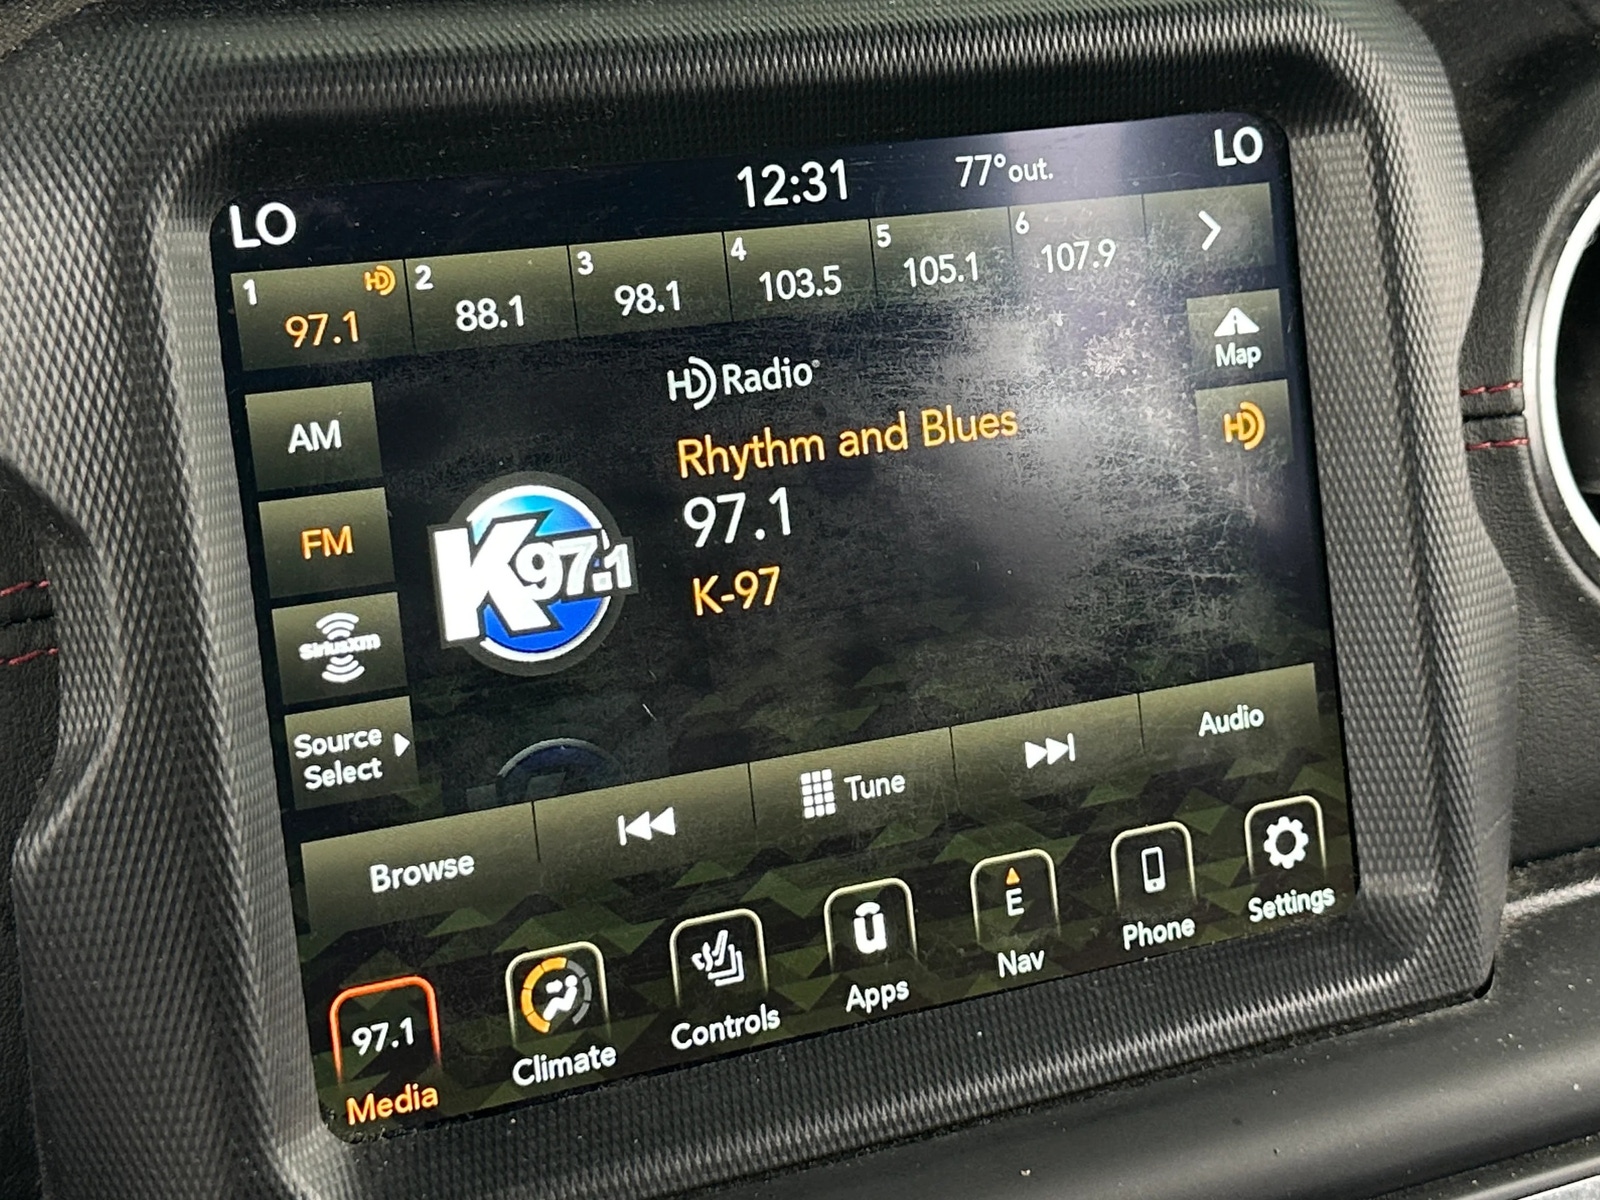 LO
12:31
77° out.
LO
1 HD 97.1
2 88.1
3 98.1
4 103.5
5 105.1
6 107.9
Map
HD Radio®
AM
Rhythm and Blues
HD
97.1
FM
K97.1
K-97
SiriusXM
Source
Select
Audio
Tune
Browse
97.1
Media
Climate
Controls
Apps
E
Nav
Phone
Settings